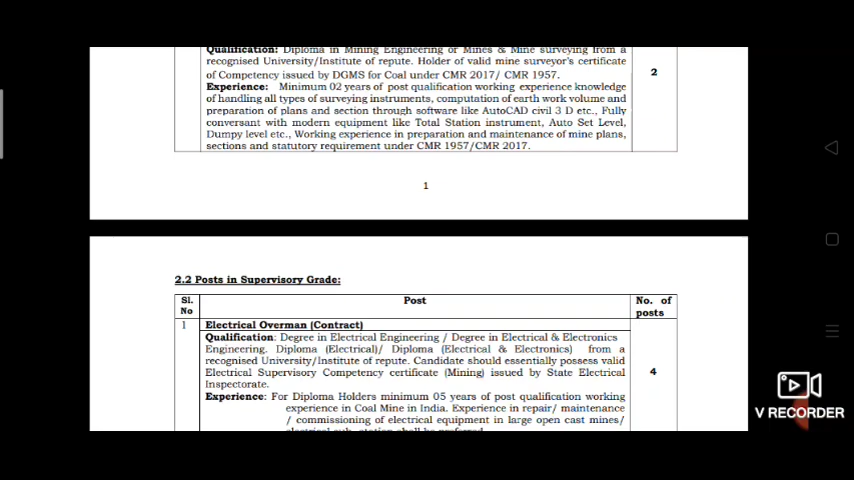 Qualification: Diploma in Mining Engineering or Mines & Mine surveying from a
recognised University/Institute of repute. Holder of valid mine surveyor's certificate
of Competency issued by DGMS for Coal under CMR 2017/ CMR 1957.
2
Experience: Minimum 02 years of post qualification working experience knowledge
of handling all types of surveying instruments, computation of earth work volume and
preparation of plans and section through software like AutoCAD civil 3 D etc., Fully
conversant with modern equipment like Total Station instrument, Auto Set Level,
Dumpy level etc., Working experience in preparation and maintenance of mine plans,
sections and statutory requirement under CMR 1957/CMR 2017.
1
2.2 Posts in Supervisory Grade:
Sl. No
Post
No. of posts
1
Electrical Overman (Contract)
Qualification: Degree in Electrical Engineering / Degree in Electrical & Electronics
Engineering. Diploma (Electrical)/ Diploma (Electrical & Electronics) from a
recognised University/Institute of repute. Candidate should essentially possess valid
Electrical Supervisory Competency certificate (Mining) issued by State Electrical
Inspectorate.
4
Experience: For Diploma Holders minimum 05 years of post qualification working
experience in Coal Mine in India. Experience in repair/ maintenance
/ commissioning of electrical equipment in large open cast mines/
electrical sub-station shall be preferred
V RECORDER